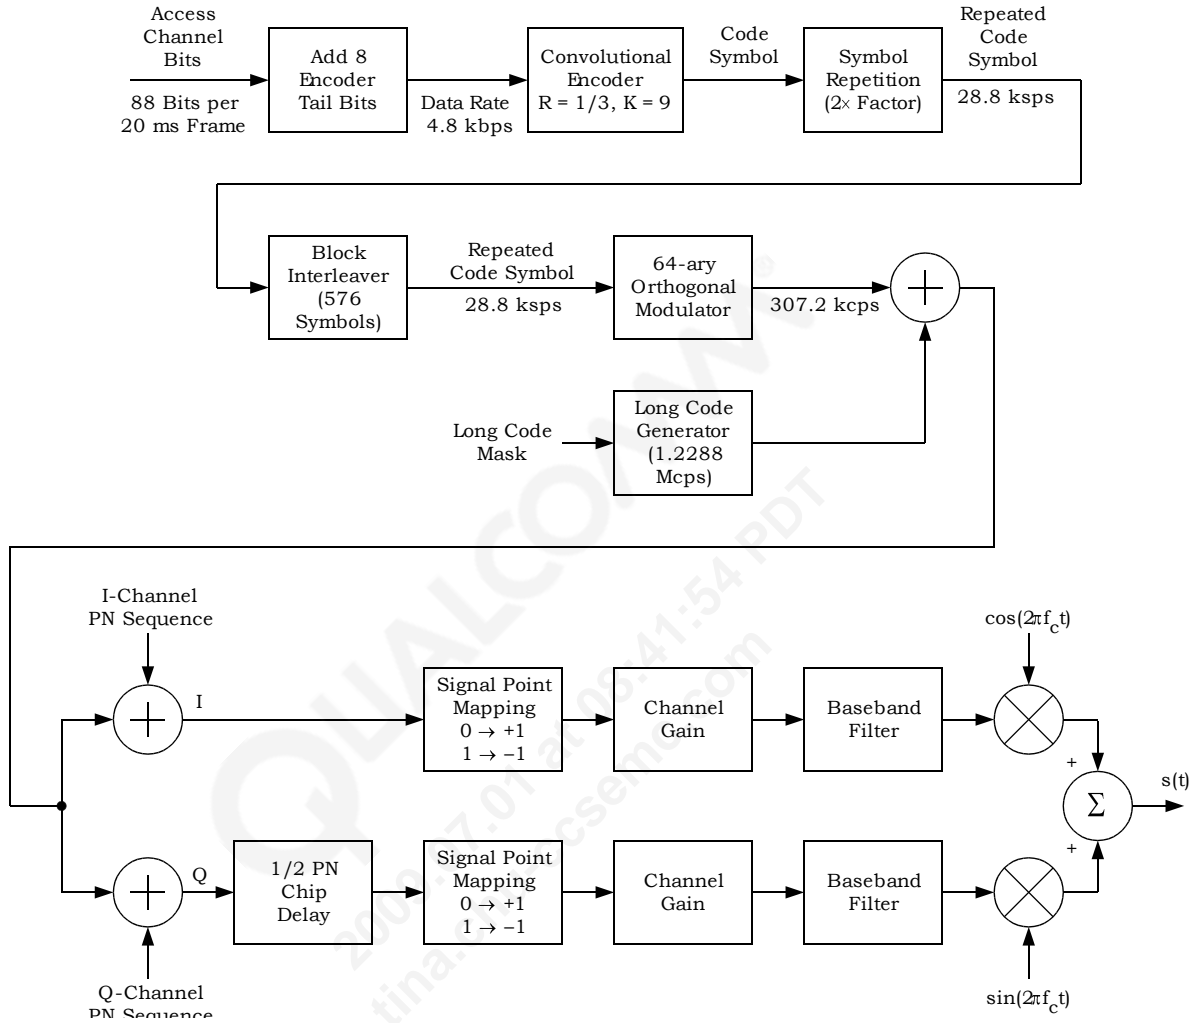 Access
Channel
Bits
88 Bits per
20 ms Frame
Add 8
Encoder
Tail Bits
Data Rate
4.8 kbps
Convolutional
Encoder
R = 1/3, K = 9
Code
Symbol
Symbol
Repetition
(2× Factor)
Repeated
Code
Symbol
28.8 ksps
Block
Interleaver
(576
Symbols)
Repeated
Code Symbol
28.8 ksps
64-ary
Orthogonal
Modulator
307.2 kcps
Long Code
Mask
Long Code
Generator
(1.2288
Mcps)
I-Channel
PN Sequence
I
Signal Point
Mapping
0 → +1
1 → −1
Channel
Gain
Baseband
Filter
cos(2πf_c t)
+
Σ
s(t)
+
Q
1/2 PN
Chip
Delay
Signal Point
Mapping
0 → +1
1 → −1
Channel
Gain
Baseband
Filter
sin(2πf_c t)
Q-Channel
PN Sequence
QUALCOMM®